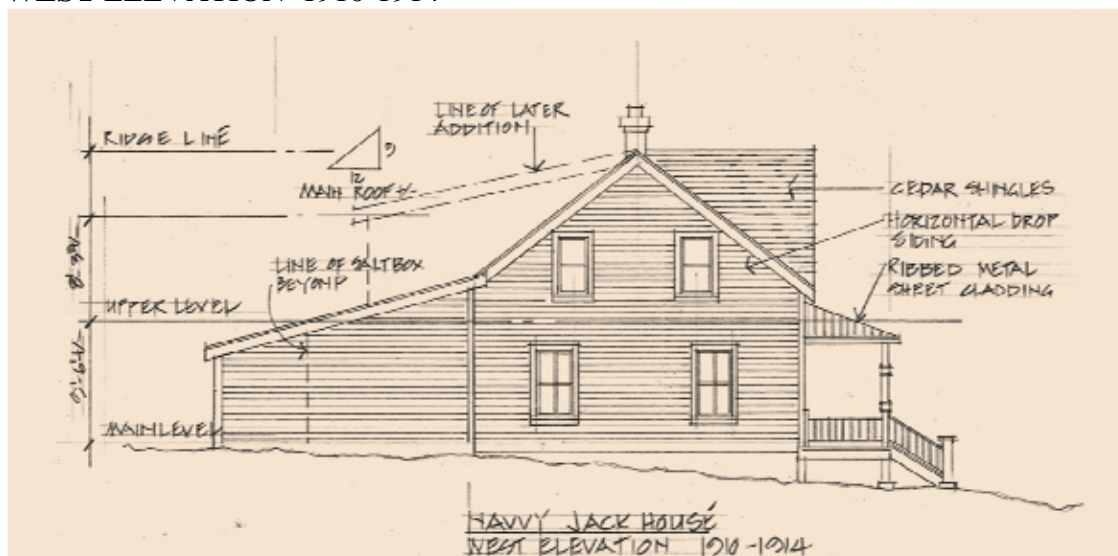 WEST ELEVATION 1910-1914
LINE OF LATER
ADDITION
RIDGE LINE
9
12
MAIN ROOF +/-
CEDAR SHINGLES
HORIZONTAL DROP
SIDING
LINE OF SALTBOX
BEYOND
RIBBED METAL
SHEET CLADDING
UPPER LEVEL
MAIN LEVEL
NAVVY JACK HOUSE
WEST ELEVATION 1910-1914